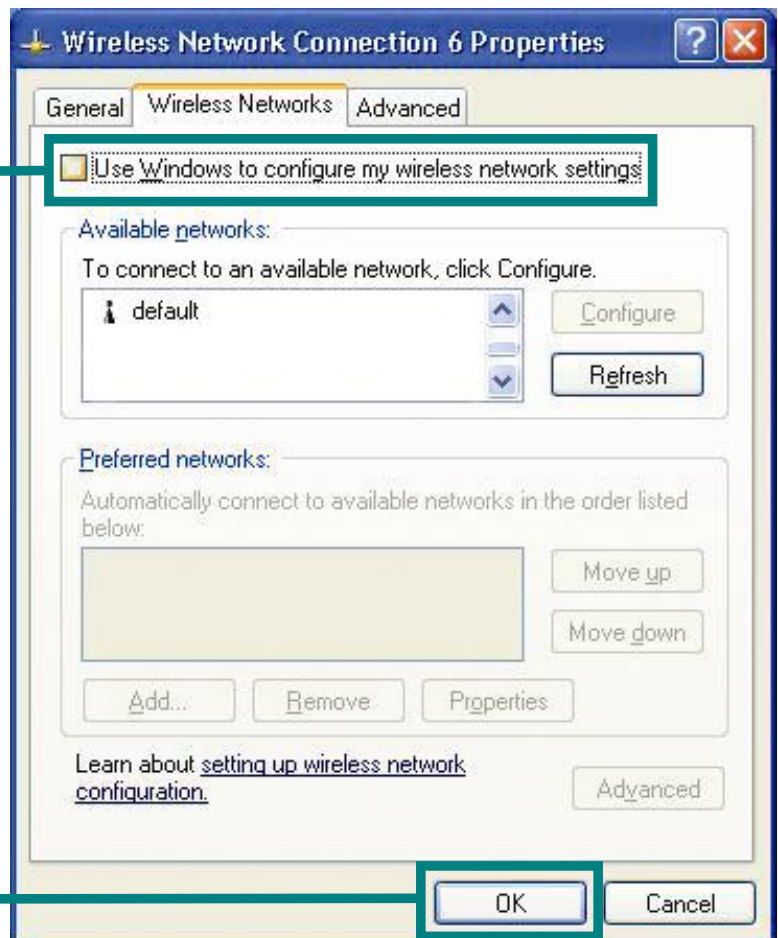 Wireless Network Connection 6 Properties
?
General Wireless Networks Advanced
Use Windows to configure my wireless network settings
Available networks:
To connect to an available network, click Configure.
default
Configure
Refresh
Preferred networks:
Automatically connect to available networks in the order listed
below:
Move up
Move down
Add... Remove Properties
Learn about setting up wireless network
configuration.
Advanced
OK Cancel